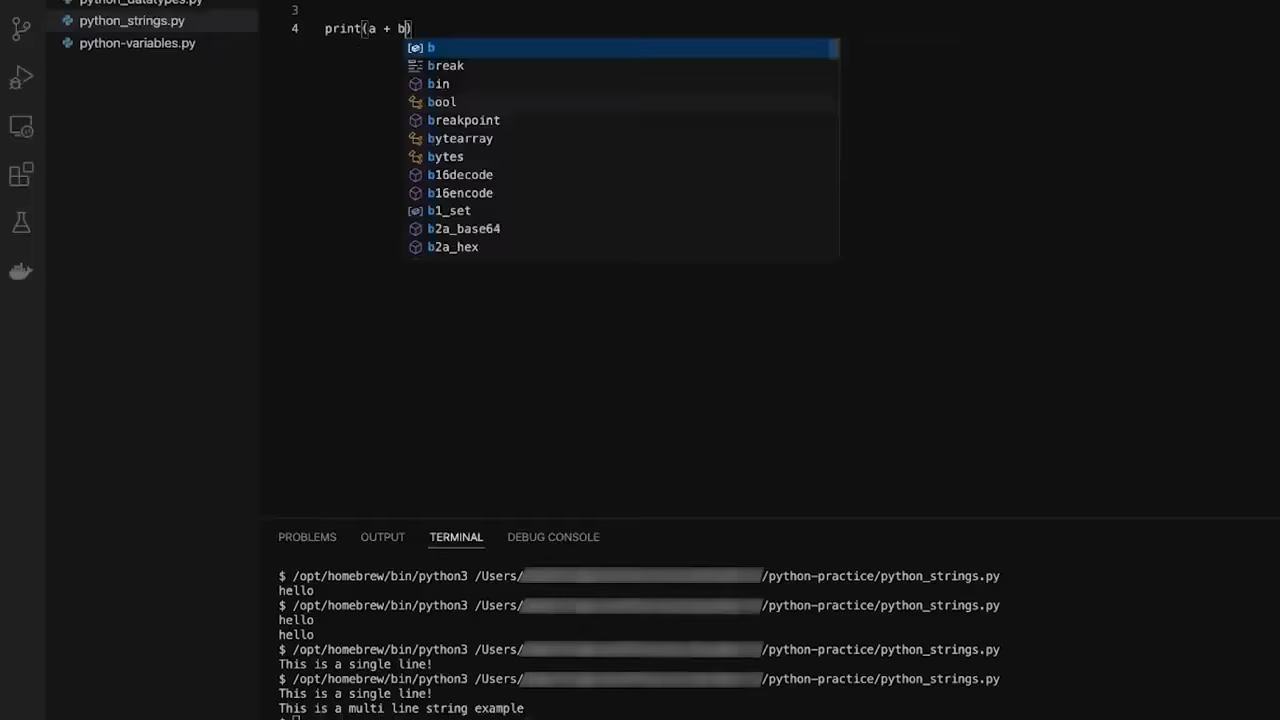 python_datatypes.py
python_strings.py
python-variables.py
3
4 print(a + b)
b
break
bin
bool
breakpoint
bytearray
bytes
b16decode
b16encode
b1_set
b2a_base64
b2a_hex
PROBLEMS OUTPUT TERMINAL DEBUG CONSOLE
$ /opt/homebrew/bin/python3 /Users/ /python-practice/python_strings.py
hello
$ /opt/homebrew/bin/python3 /Users/ /python-practice/python_strings.py
hello
hello
$ /opt/homebrew/bin/python3 /Users/ /python-practice/python_strings.py
This is a single line!
$ /opt/homebrew/bin/python3 /Users/ /python-practice/python_strings.py
This is a single line!
This is a multi line string example
$